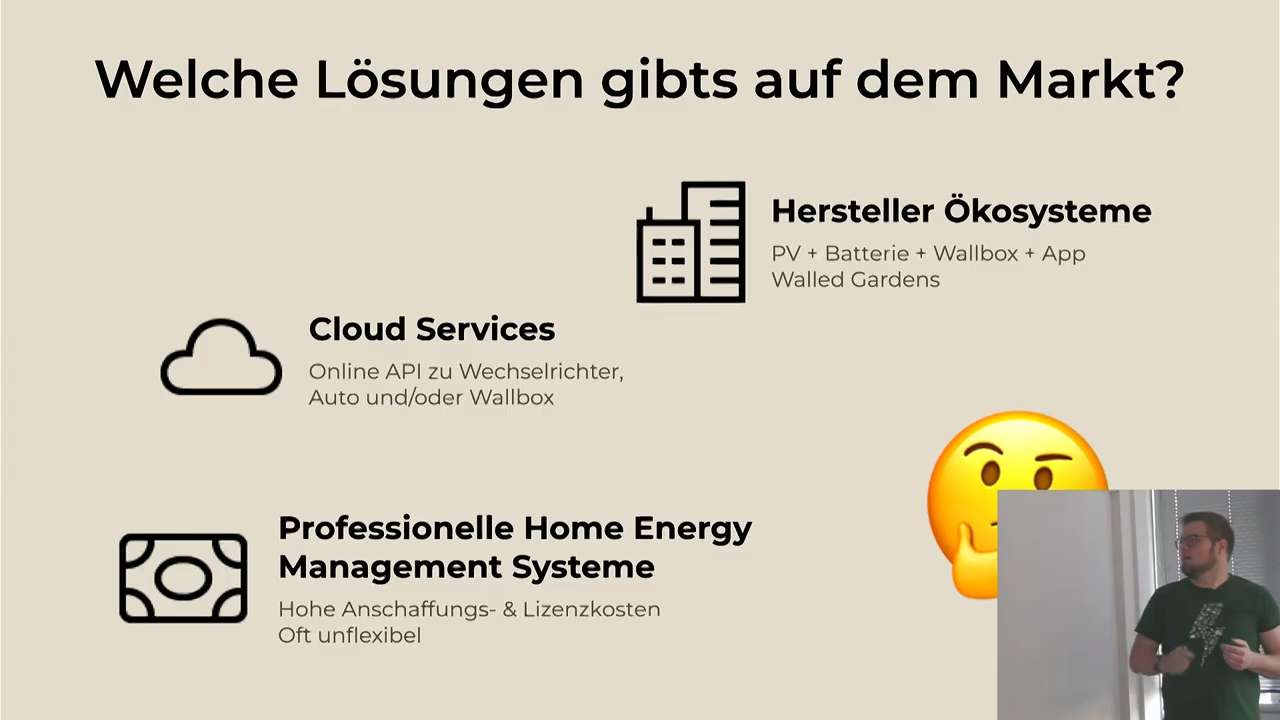 Welche Lösungen gibts auf dem Markt?
Hersteller Ökosysteme
PV + Batterie + Wallbox + App
Walled Gardens
Cloud Services
Online API zu Wechselrichter,
Auto und/oder Wallbox
Professionelle Home Energy
Management Systeme
Hohe Anschaffungs- & Lizenzkosten
Oft unflexibel